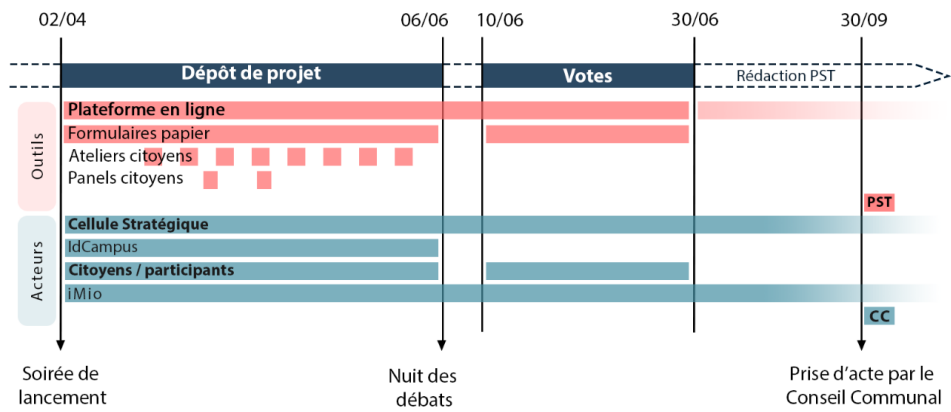 02/04
06/06
10/06
30/06
30/09
Dépôt de projet
Votes
Rédaction PST
Outils
Plateforme en ligne
Formulaires papier
Ateliers citoyens
Panels citoyens
PST
Acteurs
Cellule Stratégique
IdCampus
Citoyens / participants
iMio
CC
Soirée de
lancement
Nuit des
débats
Prise d’acte par le
Conseil Communal